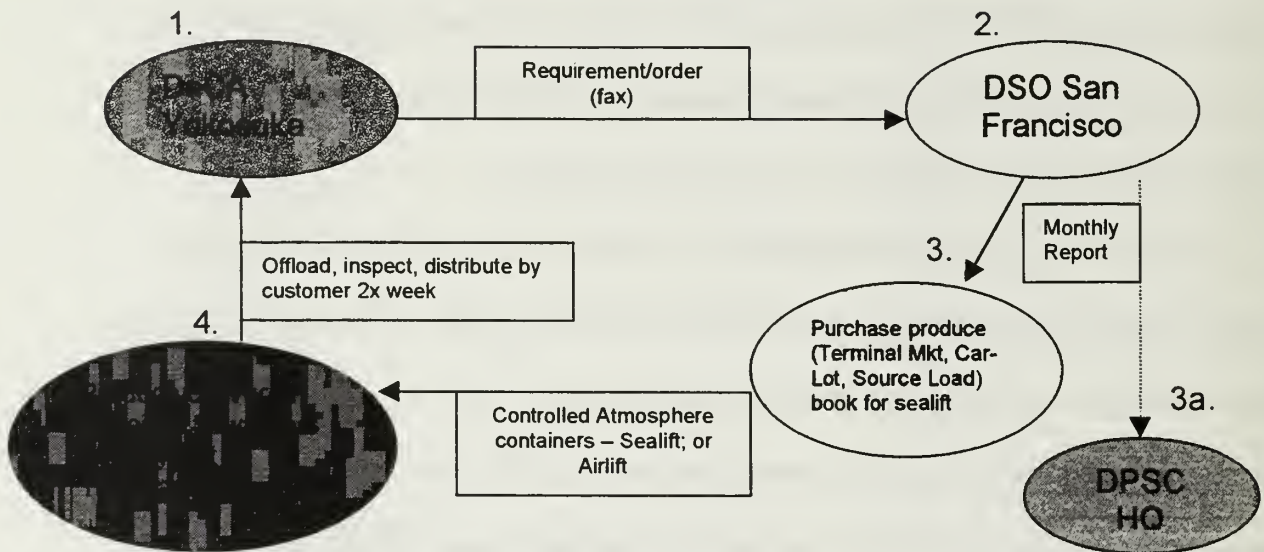 1.
DeCA
Yokosuka
Requirement/order
(fax)
2.
DSO San
Francisco
Monthly
Report
3.
Purchase produce
(Terminal Mkt, Car-
Lot, Source Load)
book for sealift
3a.
DPSC
HQ
Controlled Atmosphere
containers – Sealift; or
Airlift
4.
Offload, inspect, distribute by
customer 2x week